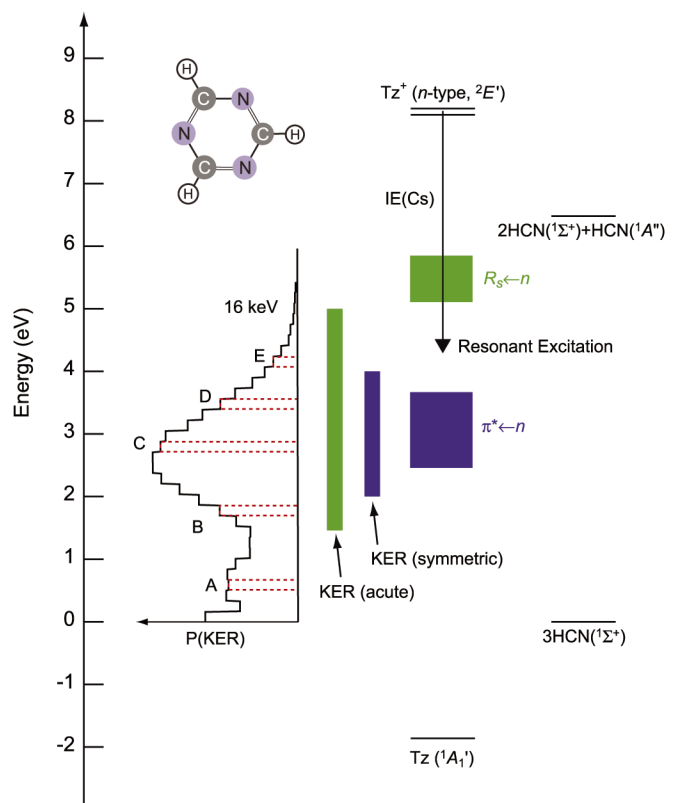 Energy (eV)
9
8
7
6
5
4
3
2
1
0
-1
-2
H
C
N
N
C
H
C
N
H
16 keV
E
D
C
B
A
P(KER)
KER (acute)
KER (symmetric)
Tz⁺ (n-type, ²E')
IE(Cs)
2HCN(¹Σ⁺)+HCN(¹A")
Rₛ←n
Resonant Excitation
π*←n
3HCN(¹Σ⁺)
Tz (¹A₁')